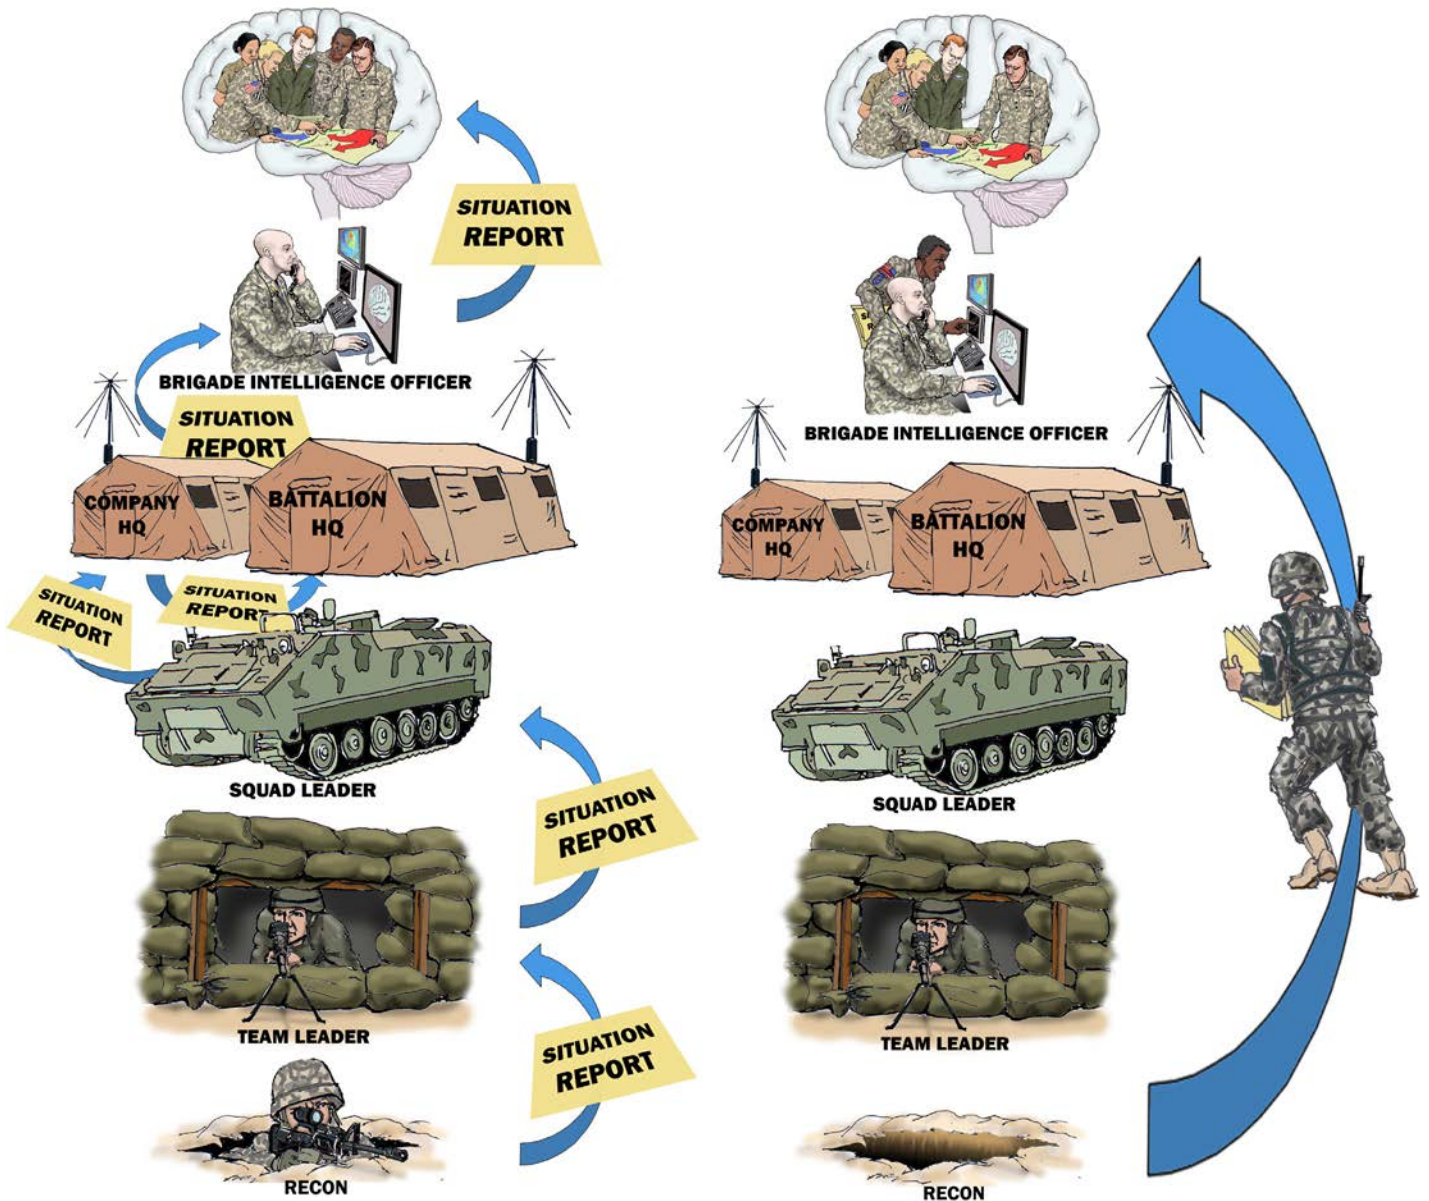 SITUATION
REPORT
BRIGADE INTELLIGENCE OFFICER
SITUATION
REPORT
COMPANY
HQ
BATTALION
HQ
SITUATION
REPORT
SITUATION
REPORT
SQUAD LEADER
SITUATION
REPORT
TEAM LEADER
SITUATION
REPORT
RECON
BRIGADE INTELLIGENCE OFFICER
COMPANY
HQ
BATTALION
HQ
SQUAD LEADER
TEAM LEADER
RECON